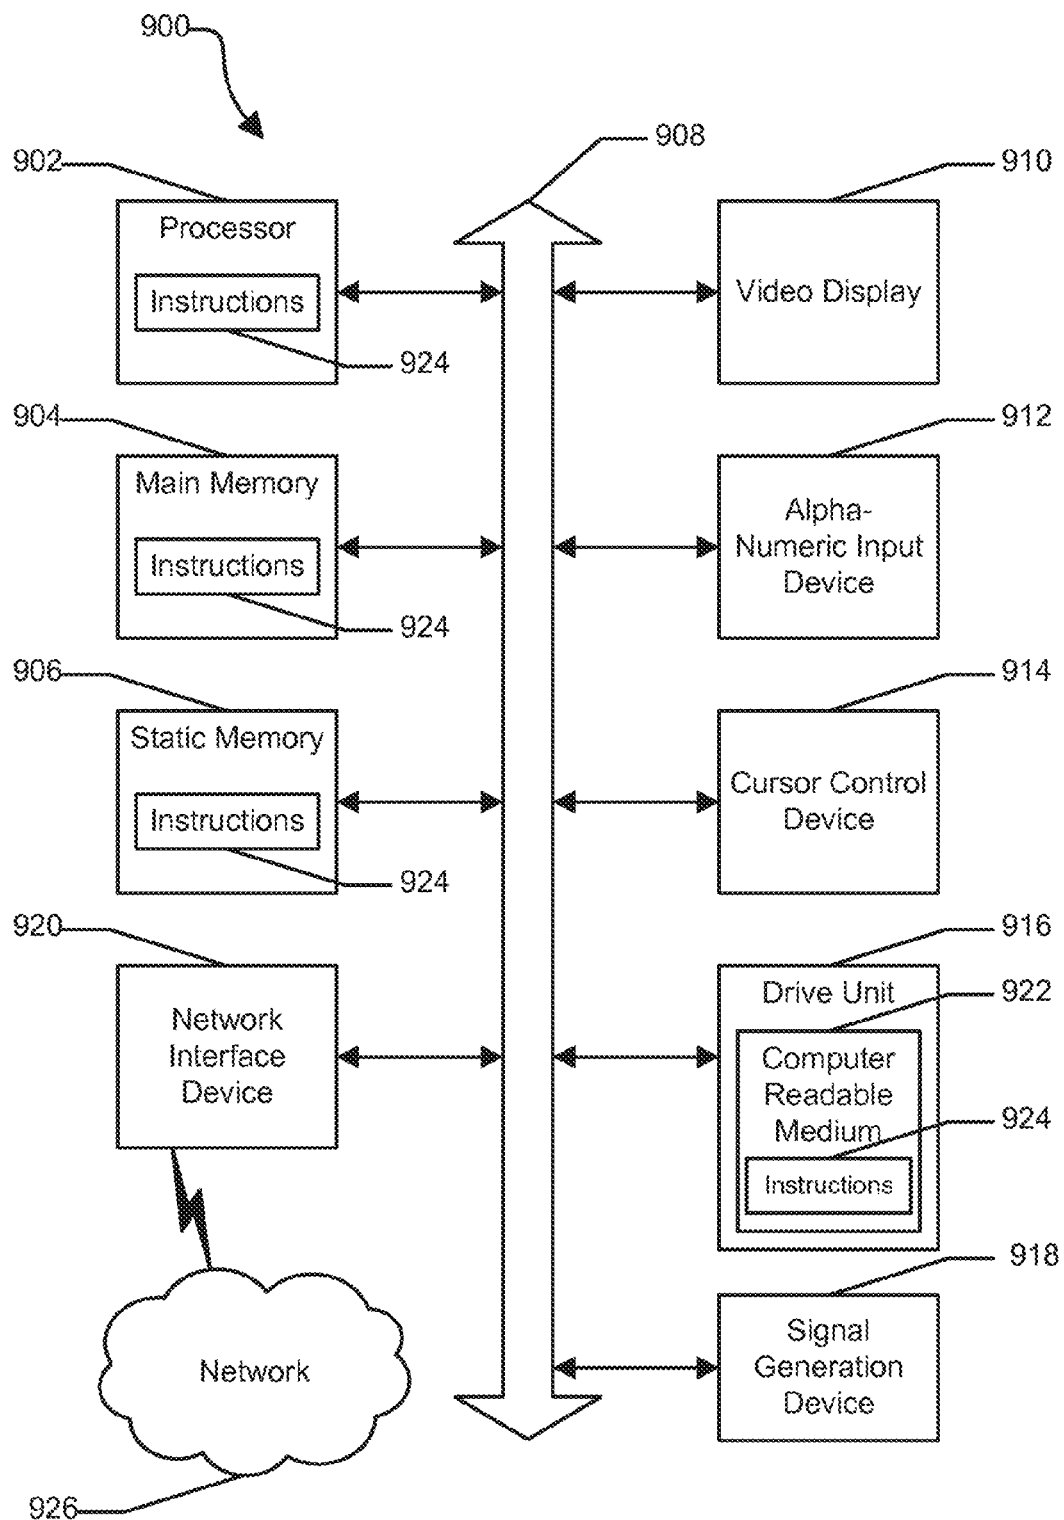 900
908
902
Processor
Instructions
924
904
Main Memory
Instructions
924
906
Static Memory
Instructions
924
920
Network
Interface
Device
Network
926
910
Video Display
912
Alpha-
Numeric Input
Device
914
Cursor Control
Device
916
Drive Unit
922
Computer
Readable
Medium
924
Instructions
918
Signal
Generation
Device